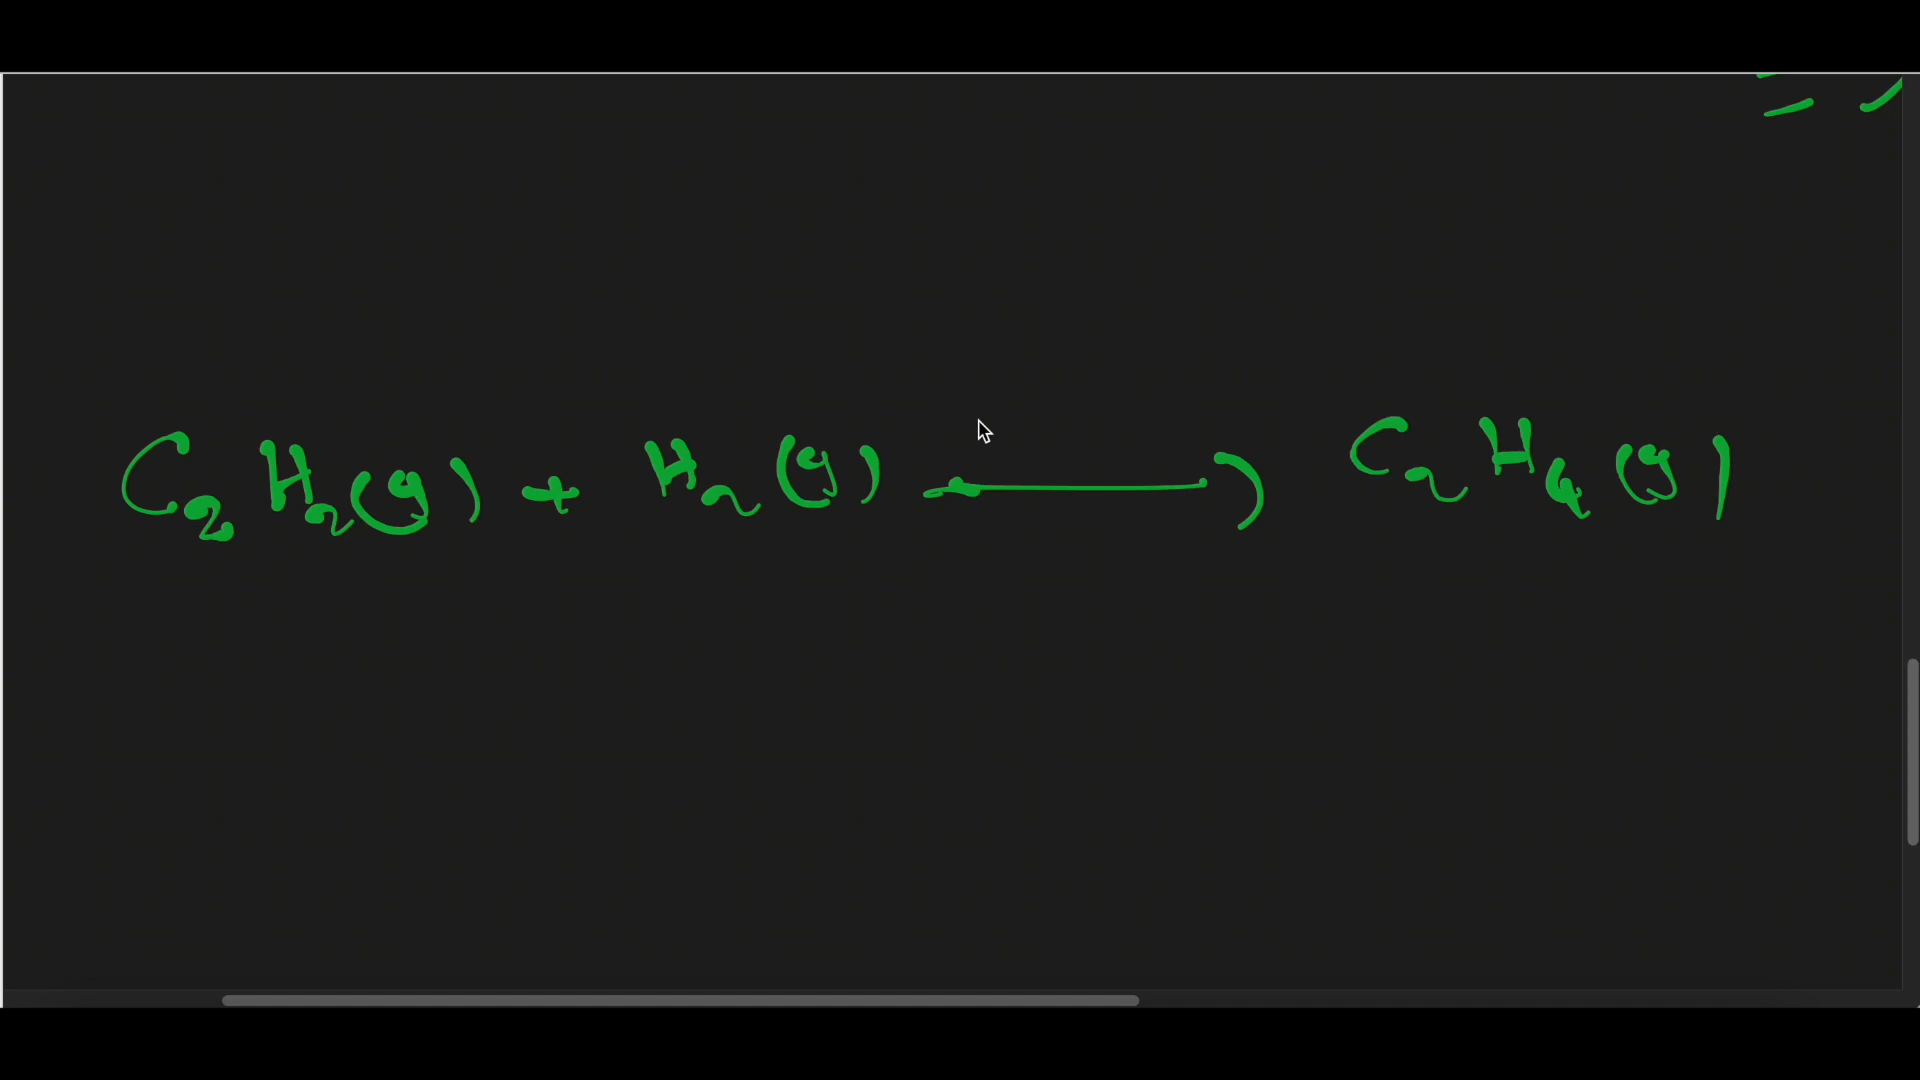 C₂H₂(g) + H₂(g) ⟶ C₂H₄(g)